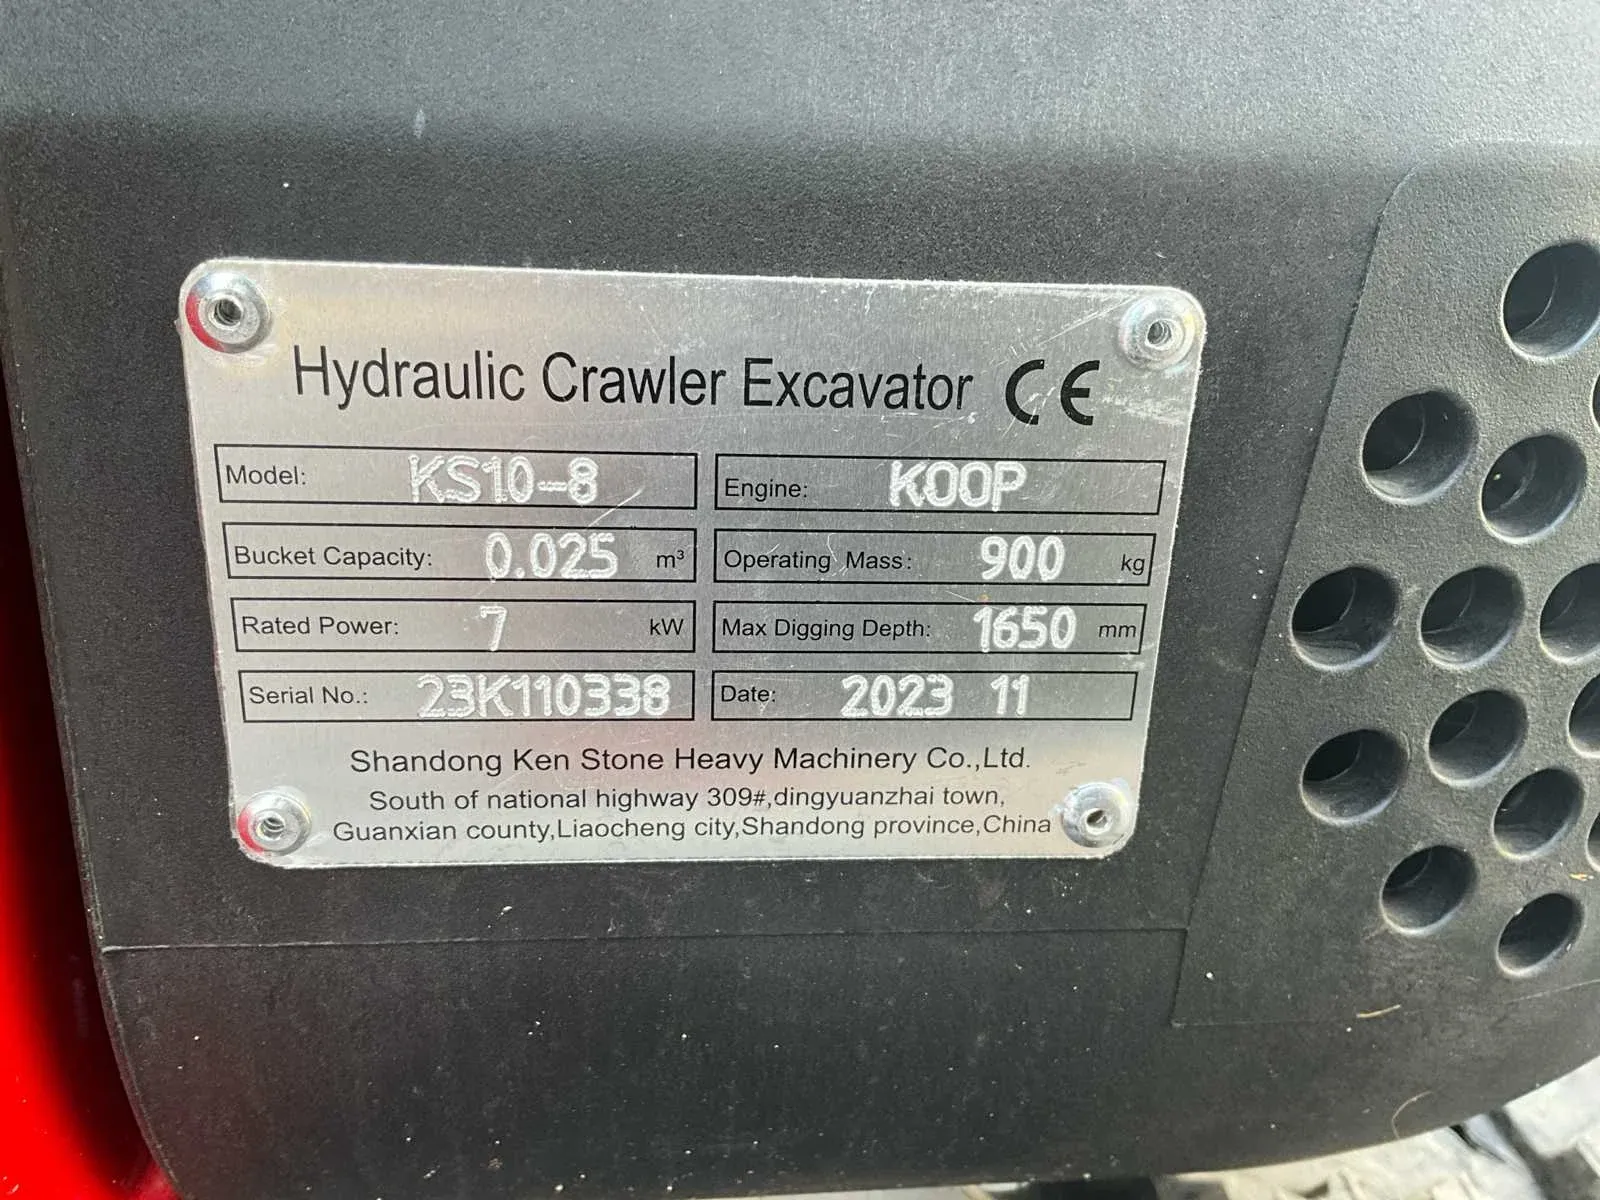 Hydraulic Crawler Excavator CE
Model: KS10-8 Engine: KOOP
Bucket Capacity: 0.025 m³ Operating Mass: 900 kg
Rated Power: 7 kW Max Digging Depth: 1650 mm
Serial No.: 23K110338 Date: 2023 11
Shandong Ken Stone Heavy Machinery Co.,Ltd.
South of national highway 309#,dingyuanzhai town,
Guanxian county,Liaocheng city,Shandong province,China